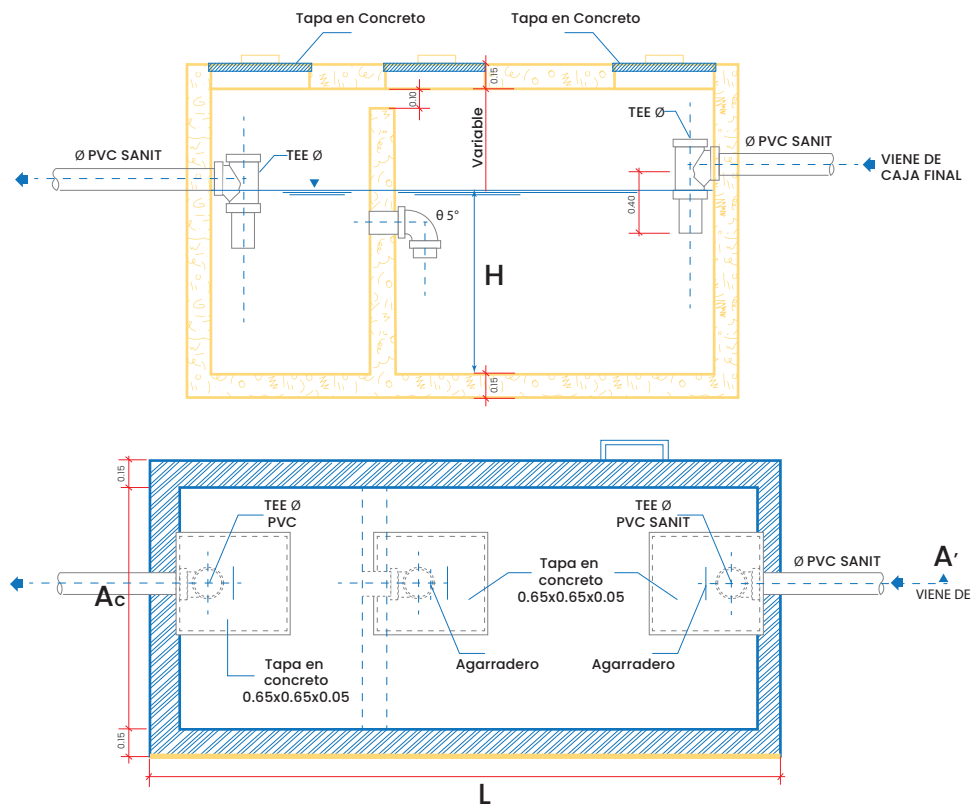 Tapa en Concreto
Tapa en Concreto
0.15
0.10
Variable
TEE Ø
Ø PVC SANIT
TEE Ø
Ø PVC SANIT
VIENE DE
CAJA FINAL
0.40
θ 5°
H
0.15
0.15
TEE Ø
PVC
TEE Ø
PVC SANIT
Tapa en
concreto
0.65x0.65x0.05
Ø PVC SANIT
A'
VIENE DE
Ac
Tapa en
concreto
0.65x0.65x0.05
Agarradero
Agarradero
0.15
L